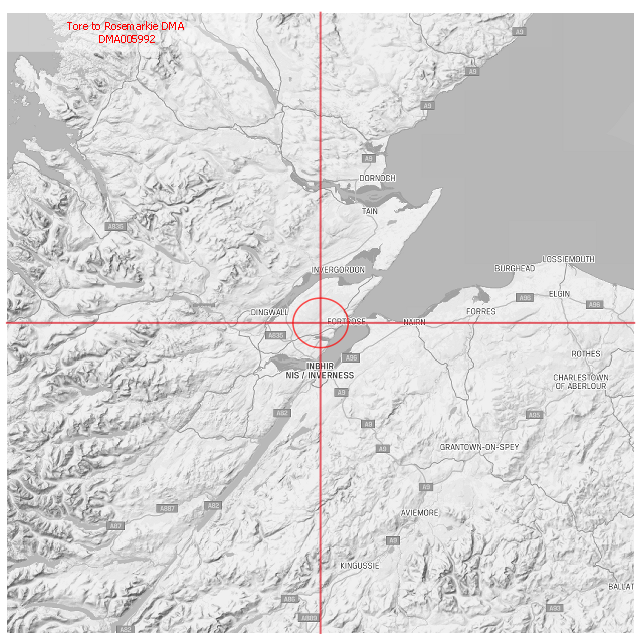 Tore to Rosemarkie DMA
DMA005992
A9
A9
A9
A9
DORNOCH
TAIN
A835
INVERGORDON
LOSSIEMOUTH
BURGHEAD
ELGIN
A96
A96
DINGWALL
FORTROSE
FORRES
NAIRN
A835
A96
ROTHES
INBHIR
NIS / INVERNESS
CHARLESTOWN
OF ABERLOUR
A9
A82
A95
A9
A9
GRANTOWN-ON-SPEY
A9
A887
A82
AVIEMORE
A82
A9
KINGUSSIE
BALLAT
A86
A93
A889
A82